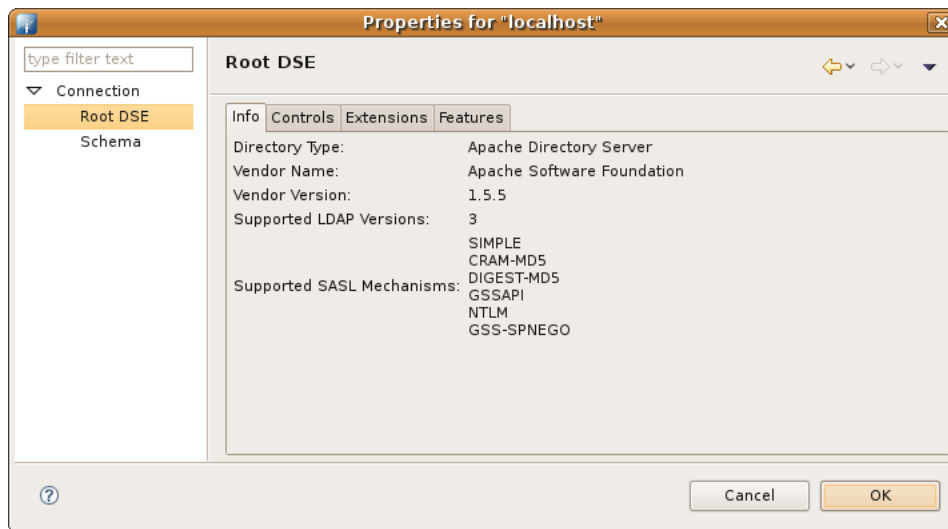 Properties for "localhost"
type filter text
Connection
Root DSE
Schema
Root DSE
Info Controls Extensions Features
Directory Type: Apache Directory Server
Vendor Name: Apache Software Foundation
Vendor Version: 1.5.5
Supported LDAP Versions: 3
Supported SASL Mechanisms:
SIMPLE
CRAM-MD5
DIGEST-MD5
GSSAPI
NTLM
GSS-SPNEGO
Cancel OK